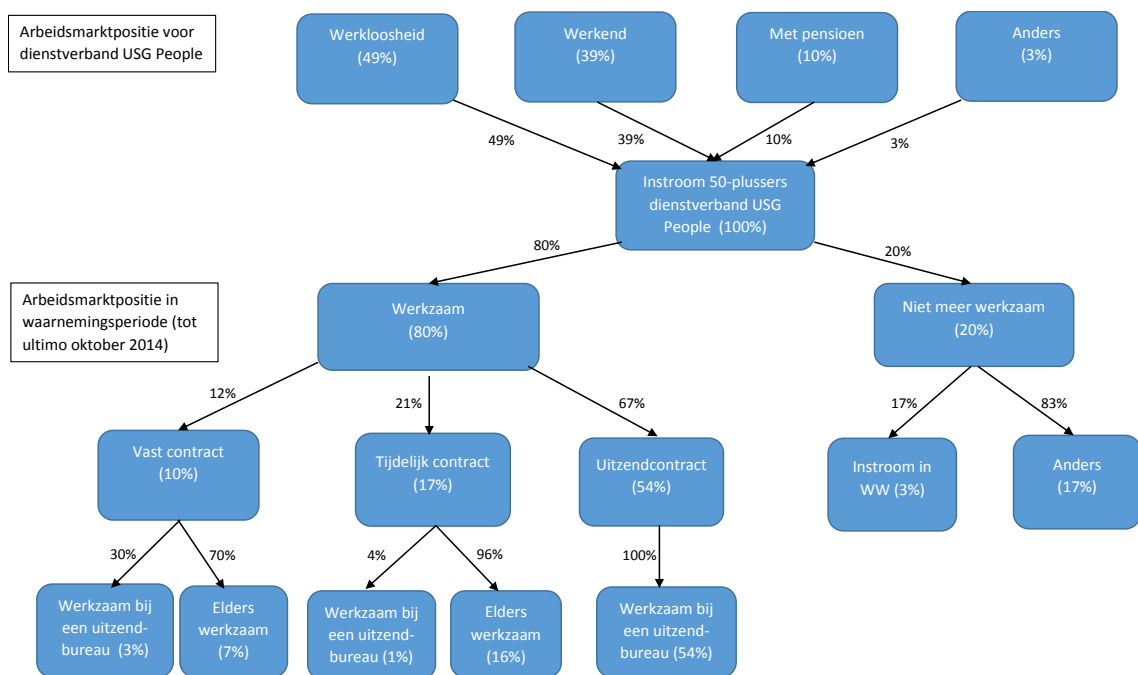 Arbeidsmarktpositie voor
dienstverband USG People
Werkloosheid
(49%)
Werkend
(39%)
Met pensioen
(10%)
Anders
(3%)
49%
39%
10%
3%
Instroom 50-plussers
dienstverband USG
People (100%)
80%
20%
Arbeidsmarktpositie in
waarnemingsperiode (tot
ultimo oktober 2014)
Werkzaam
(80%)
Niet meer werkzaam
(20%)
12%
21%
67%
17%
83%
Vast contract
(10%)
Tijdelijk contract
(17%)
Uitzendcontract
(54%)
Instroom in
WW (3%)
Anders
(17%)
30%
70%
4%
96%
100%
Werkzaam bij
een uitzend-
bureau (3%)
Elders
werkzaam
(7%)
Werkzaam bij
een uitzend-
bureau (1%)
Elders
werkzaam
(16%)
Werkzaam bij
een uitzend-
bureau (54%)